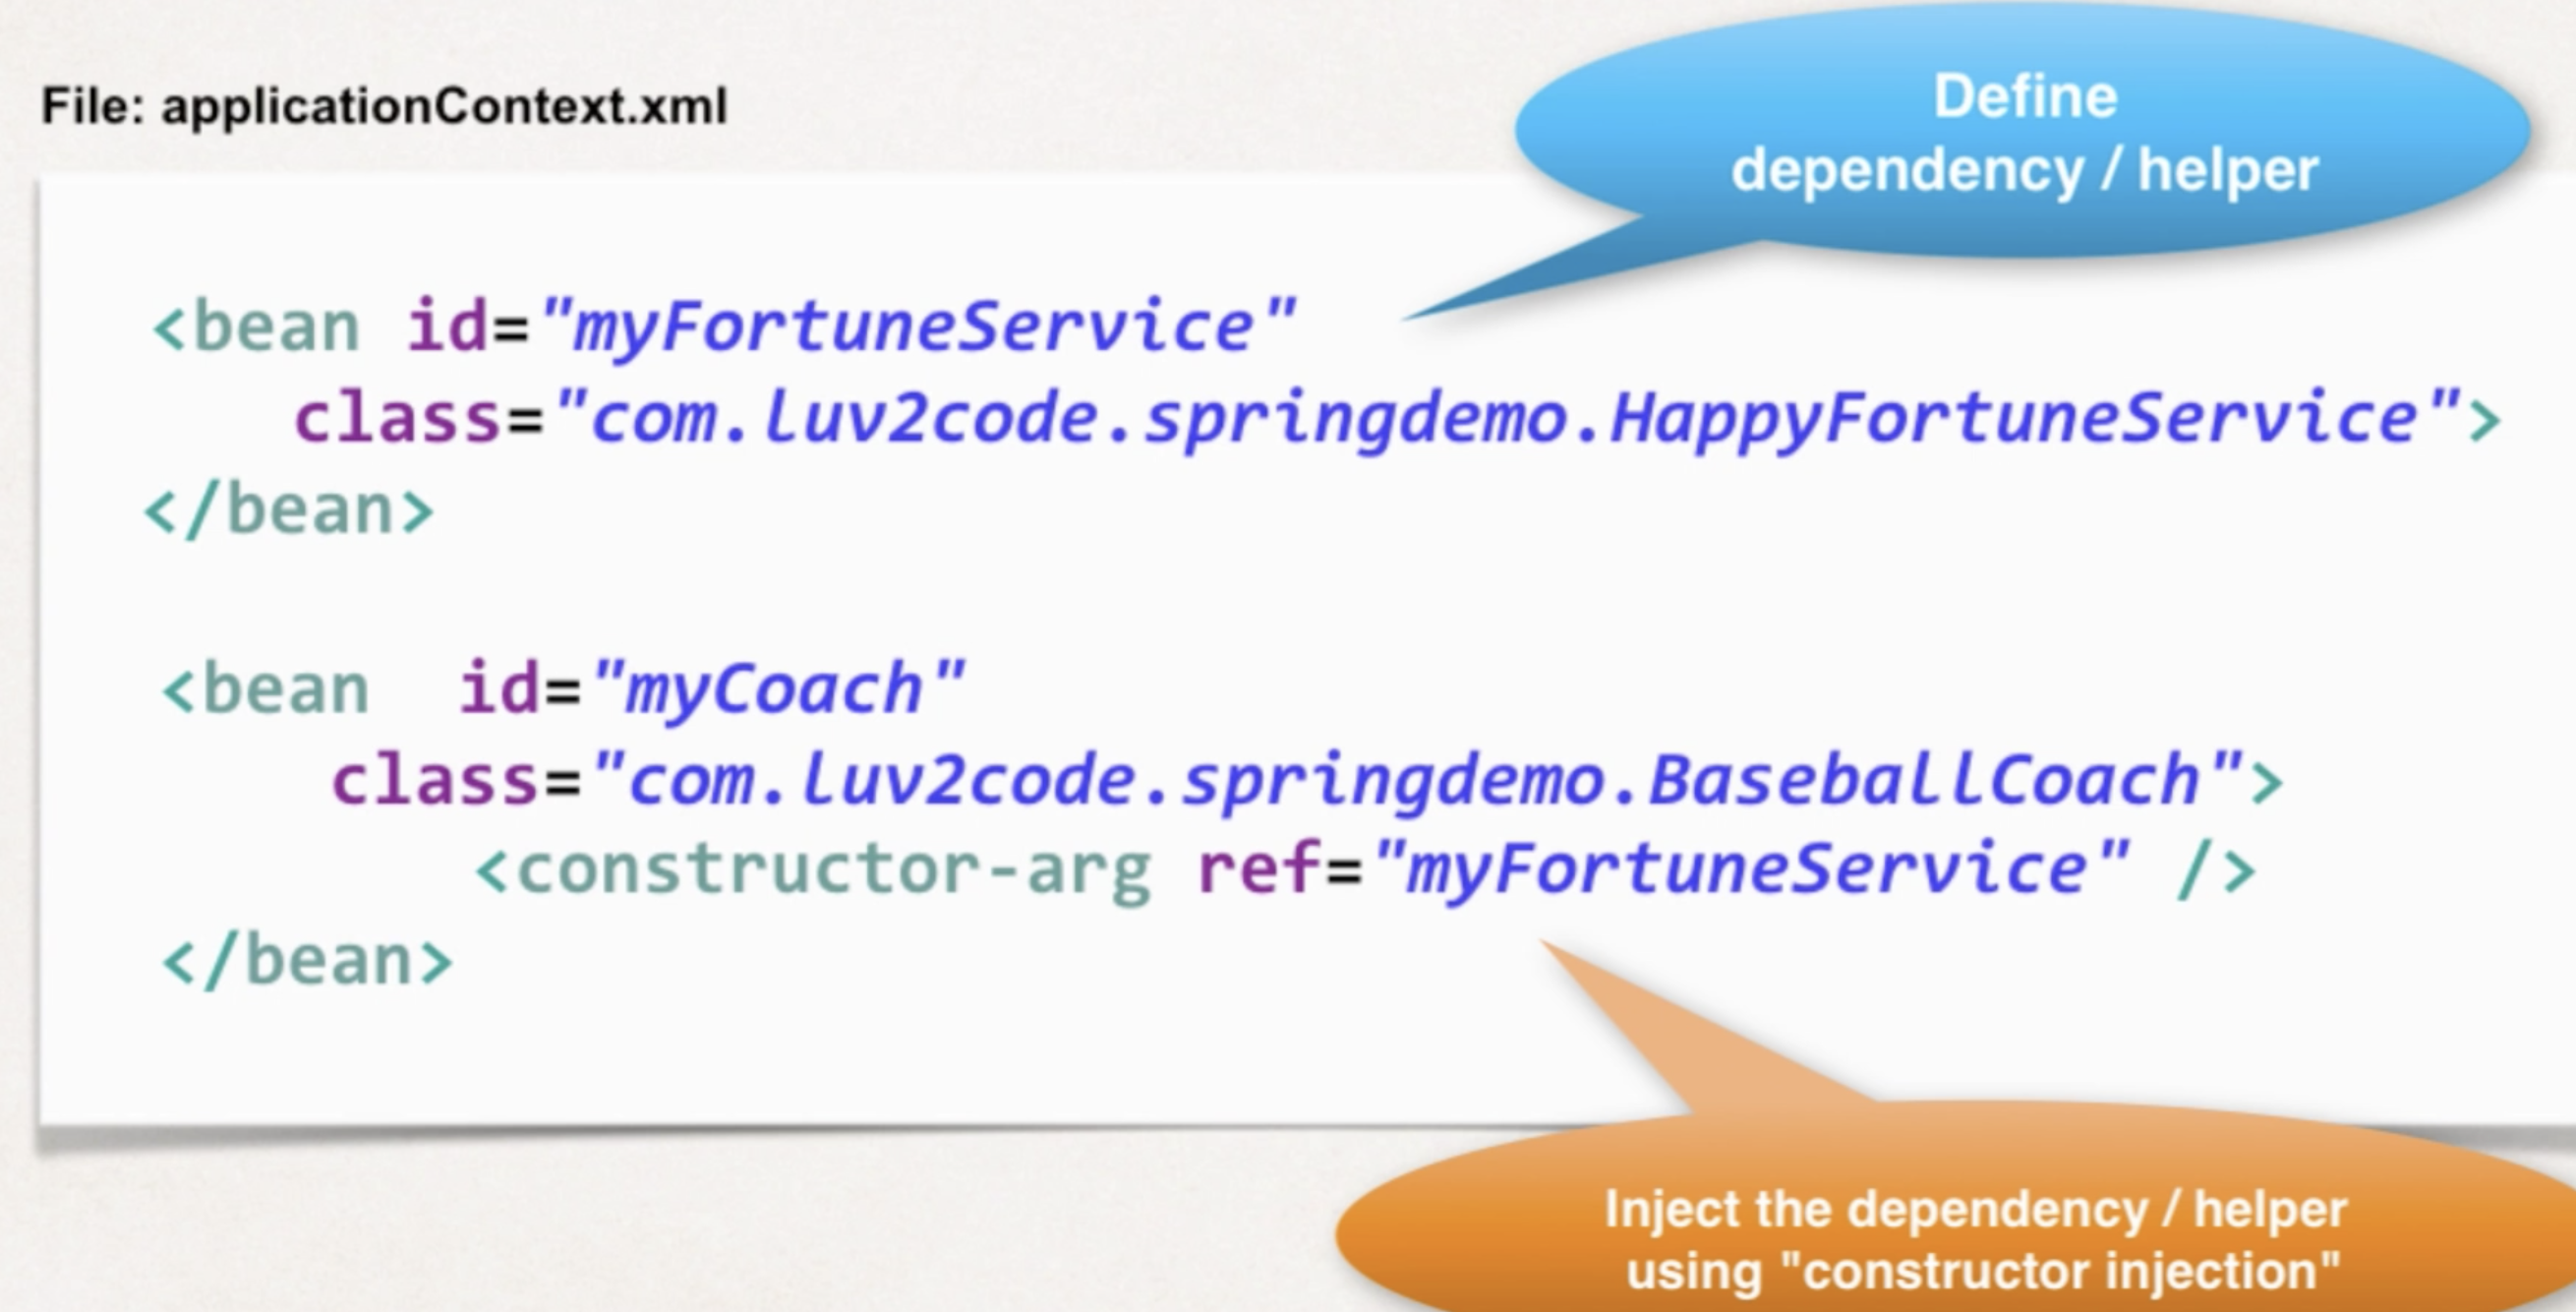 File: applicationContext.xml
Define
dependency / helper
<bean id="myFortuneService"
class="com.luv2code.springdemo.HappyFortuneService">
</bean>
<bean  id="myCoach"
class="com.luv2code.springdemo.BaseballCoach">
<constructor-arg ref="myFortuneService" />
</bean>
Inject the dependency / helper
using "constructor injection"